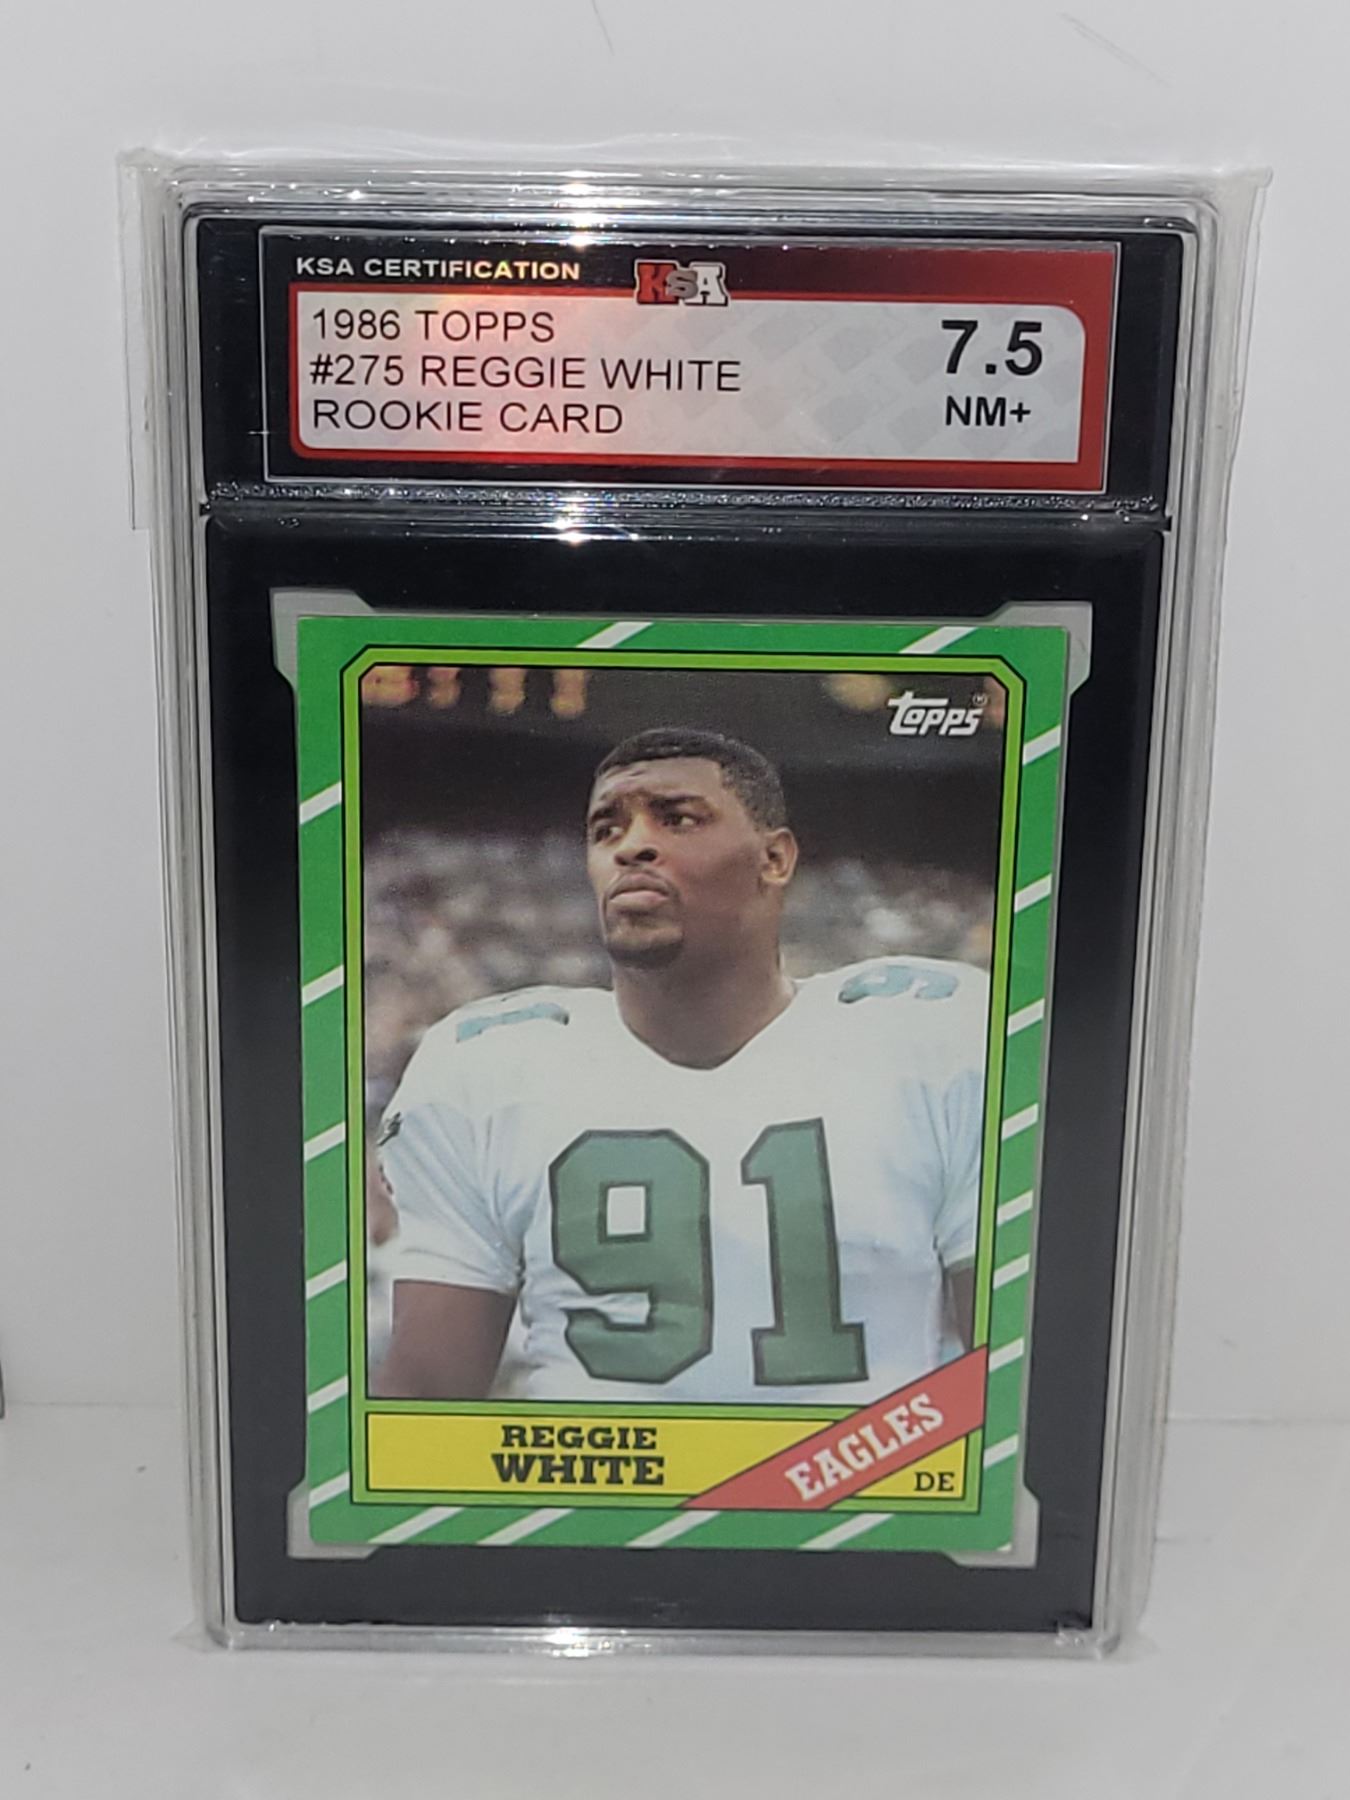 KSA CERTIFICATION KSA
1986 TOPPS
#275 REGGIE WHITE
ROOKIE CARD
7.5
NM+
topps®
91
91
REGGIE
WHITE
EAGLES
DE